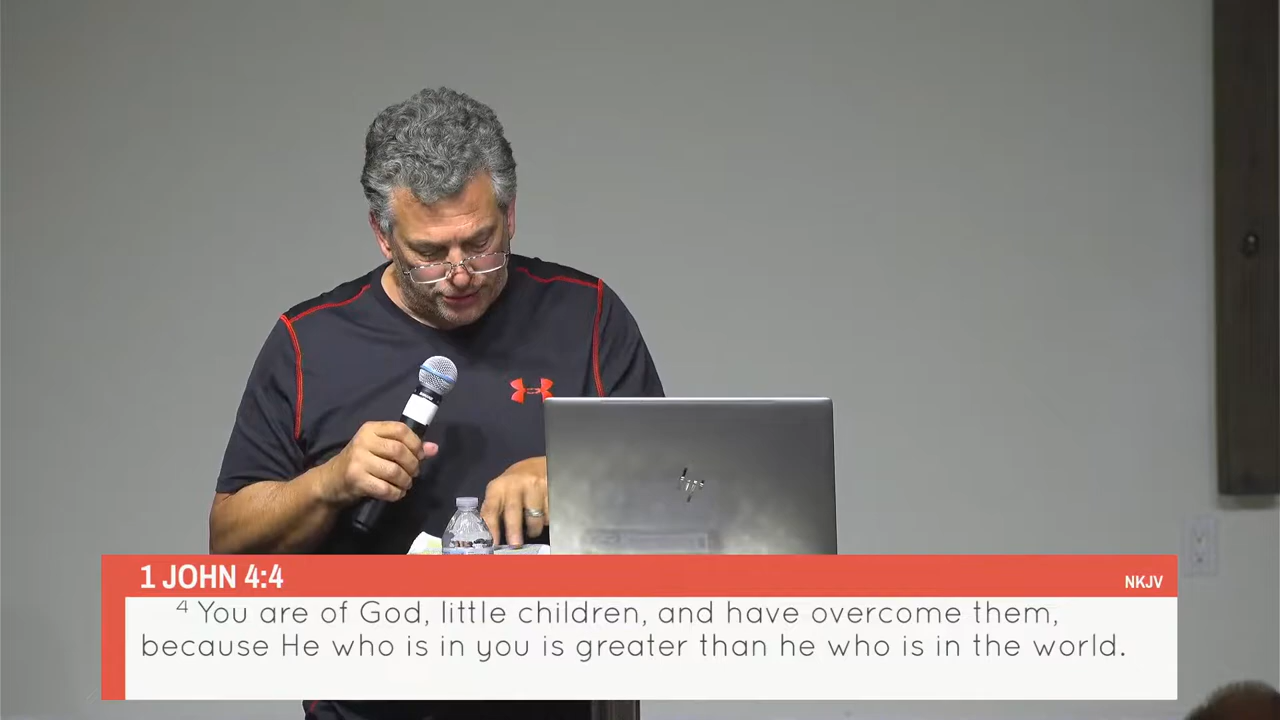 1 JOHN 4:4
NKJV
4 You are of God, little children, and have overcome them,
because He who is in you is greater than he who is in the world.